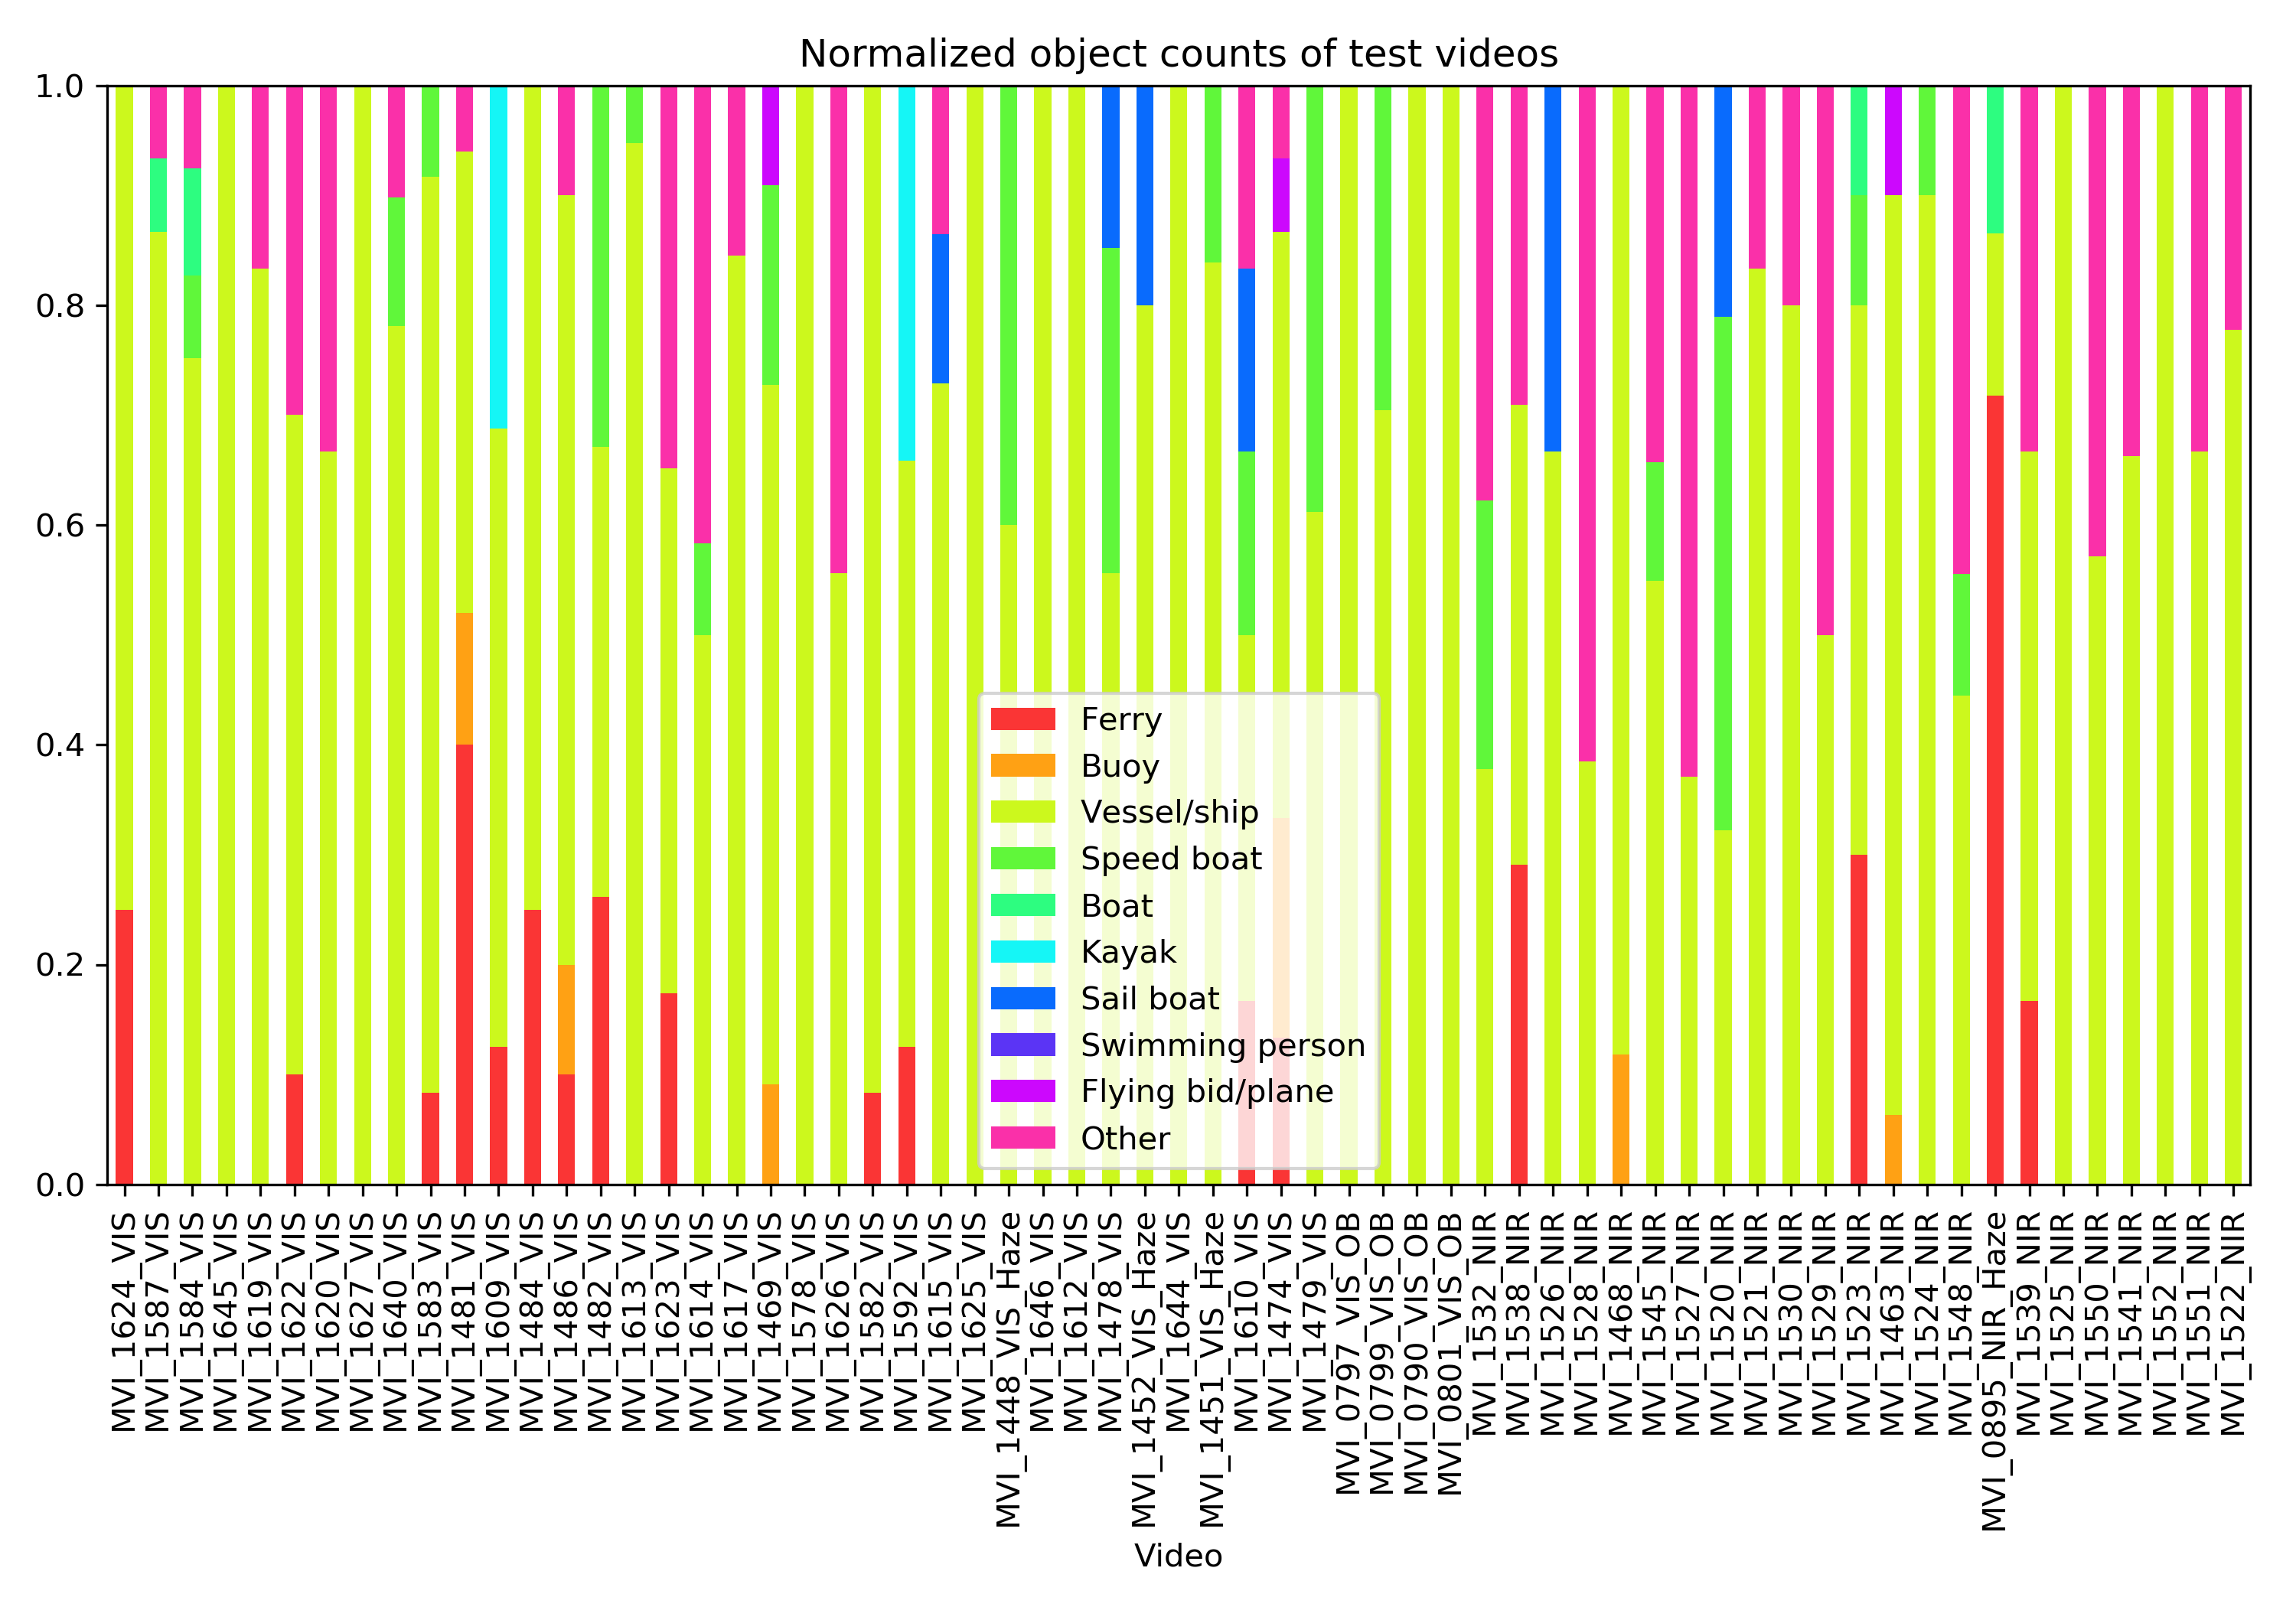 Normalized object counts of test videos
1.0
0.8
0.6
0.4
0.2
0.0
Ferry
Buoy
Vessel/ship
Speed boat
Boat
Kayak
Sail boat
Swimming person
Flying bid/plane
Other
MVI_1624_VIS
MVI_1587_VIS
MVI_1584_VIS
MVI_1645_VIS
MVI_1619_VIS
MVI_1622_VIS
MVI_1620_VIS
MVI_1627_VIS
MVI_1640_VIS
MVI_1583_VIS
MVI_1481_VIS
MVI_1609_VIS
MVI_1484_VIS
MVI_1486_VIS
MVI_1482_VIS
MVI_1613_VIS
MVI_1623_VIS
MVI_1614_VIS
MVI_1617_VIS
MVI_1469_VIS
MVI_1578_VIS
MVI_1626_VIS
MVI_1582_VIS
MVI_1592_VIS
MVI_1615_VIS
MVI_1625_VIS
MVI_1448_VIS_Haze
MVI_1646_VIS
MVI_1612_VIS
MVI_1478_VIS
MVI_1452_VIS_Haze
MVI_1644_VIS
MVI_1451_VIS_Haze
MVI_1610_VIS
MVI_1474_VIS
MVI_1479_VIS
MVI_0797_VIS_OB
MVI_0799_VIS_OB
MVI_0790_VIS_OB
MVI_0801_VIS_OB
MVI_1532_NIR
MVI_1538_NIR
MVI_1526_NIR
MVI_1528_NIR
MVI_1468_NIR
MVI_1545_NIR
MVI_1527_NIR
MVI_1520_NIR
MVI_1521_NIR
MVI_1530_NIR
MVI_1529_NIR
MVI_1523_NIR
MVI_1463_NIR
MVI_1524_NIR
MVI_1548_NIR
MVI_0895_NIR_Haze
MVI_1539_NIR
MVI_1525_NIR
MVI_1550_NIR
MVI_1541_NIR
MVI_1552_NIR
MVI_1551_NIR
MVI_1522_NIR
Video